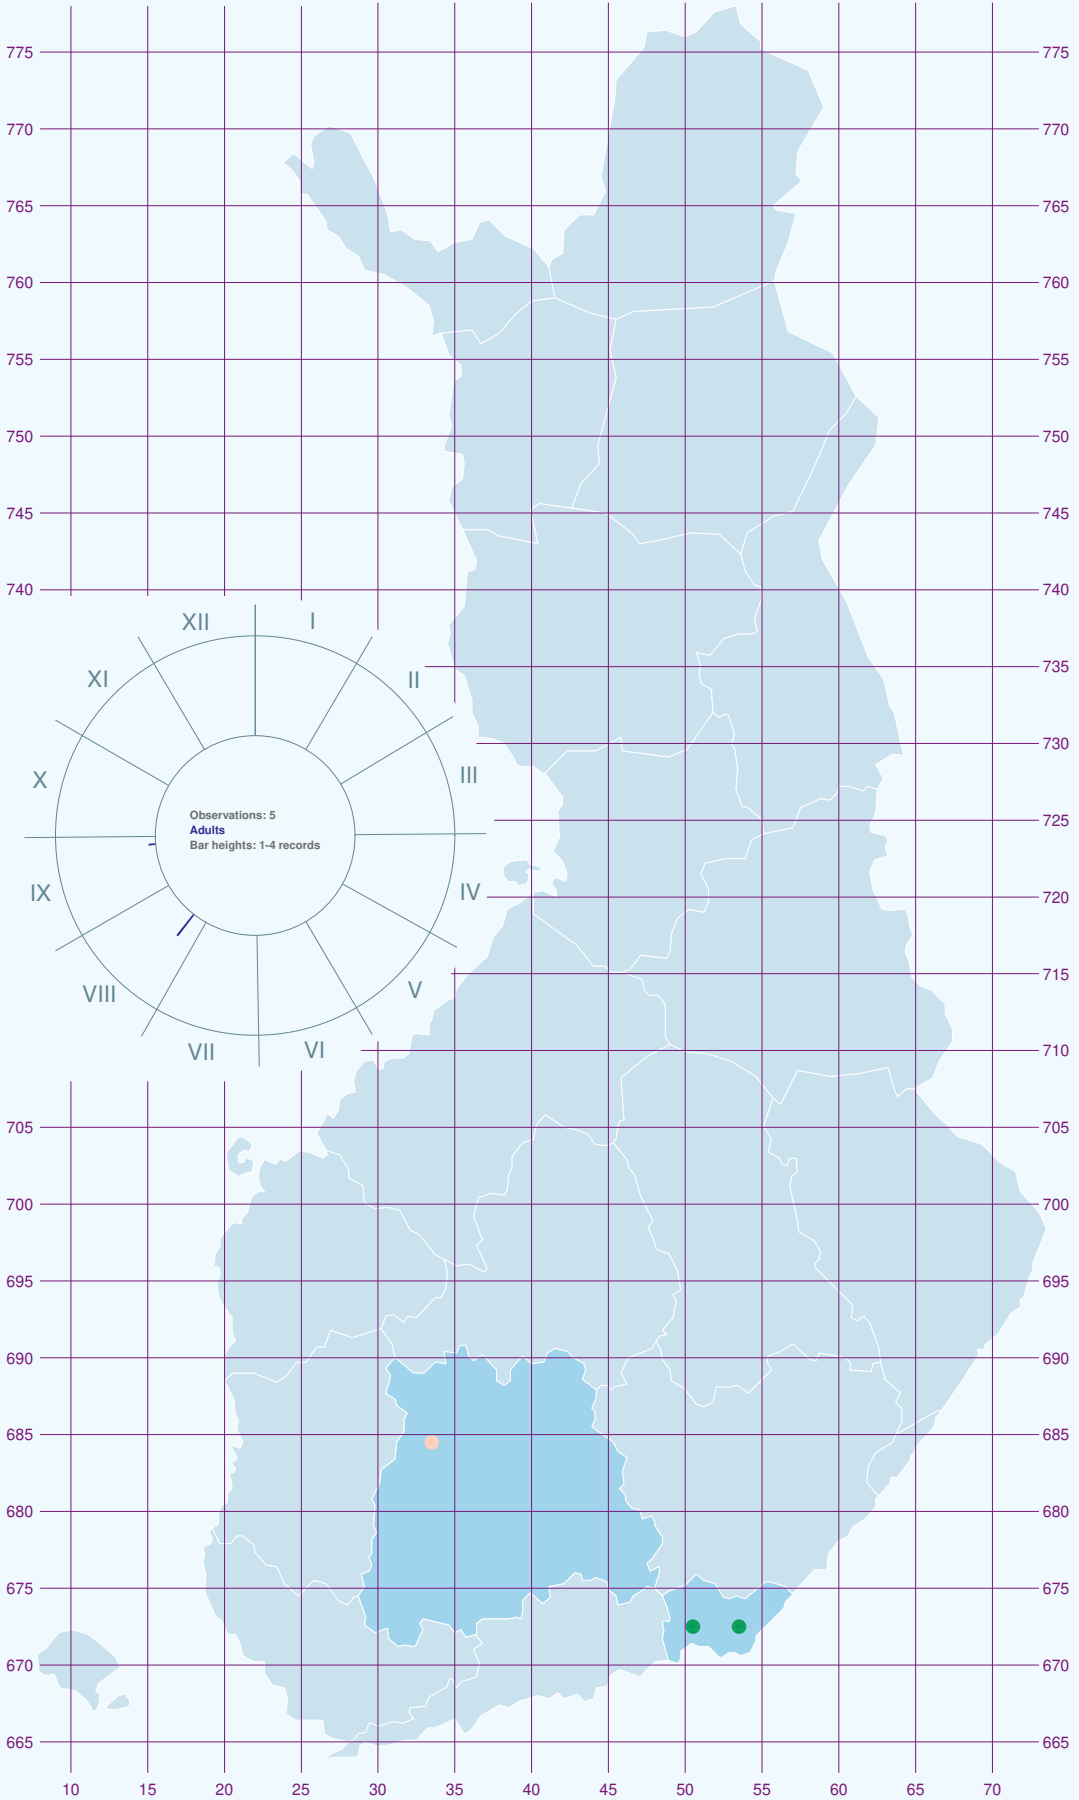 775 775
770 770
765 765
760 760
755 755
750 750
745 745
740 740
XII I
XI II
735
730
X III
Observations: 5
Adults
Bar heights: 1-4 records
725
IX IV
720
715
VIII V
VII VI
710
705 705
700 700
695 695
690 690
685 685
680 680
675 675
670 670
665 665
10 15 20 25 30 35 40 45 50 55 60 65 70